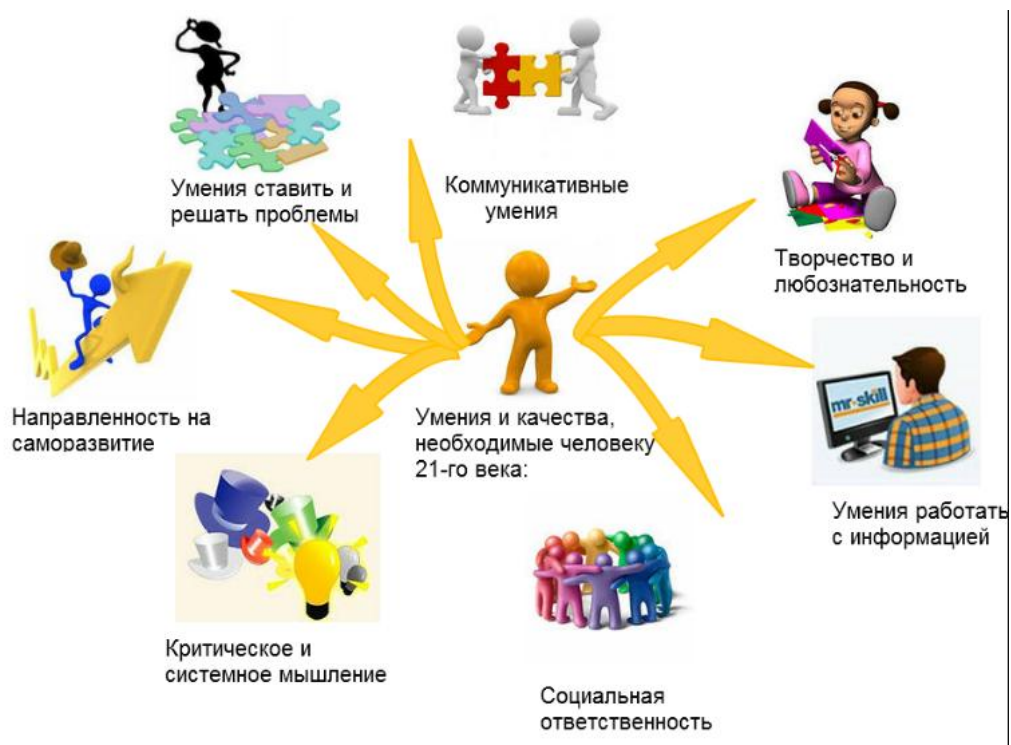 Умения ставить и
решать проблемы
Коммуникативные
умения
Творчество и
любознательность
Направленность на
саморазвитие
Умения и качества,
необходимые человеку
21-го века:
mr-skill
Умения работать
с информацией
Критическое и
системное мышление
Социальная
ответственность